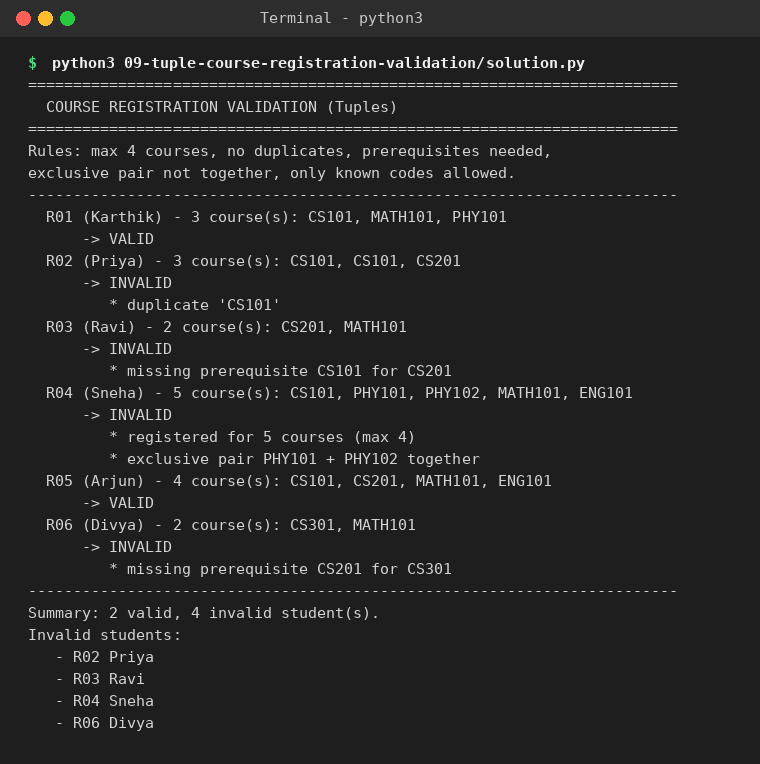 Terminal - python3
$ python3 09-tuple-course-registration-validation/solution.py
========================================================================
COURSE REGISTRATION VALIDATION (Tuples)
========================================================================
Rules: max 4 courses, no duplicates, prerequisites needed,
exclusive pair not together, only known codes allowed.
------------------------------------------------------------------------
R01 (Karthik) - 3 course(s): CS101, MATH101, PHY101
-> VALID
R02 (Priya) - 3 course(s): CS101, CS101, CS201
-> INVALID
* duplicate 'CS101'
R03 (Ravi) - 2 course(s): CS201, MATH101
-> INVALID
* missing prerequisite CS101 for CS201
R04 (Sneha) - 5 course(s): CS101, PHY101, PHY102, MATH101, ENG101
-> INVALID
* registered for 5 courses (max 4)
* exclusive pair PHY101 + PHY102 together
R05 (Arjun) - 4 course(s): CS101, CS201, MATH101, ENG101
-> VALID
R06 (Divya) - 2 course(s): CS301, MATH101
-> INVALID
* missing prerequisite CS201 for CS301
------------------------------------------------------------------------
Summary: 2 valid, 4 invalid student(s).
Invalid students:
- R02 Priya
- R03 Ravi
- R04 Sneha
- R06 Divya